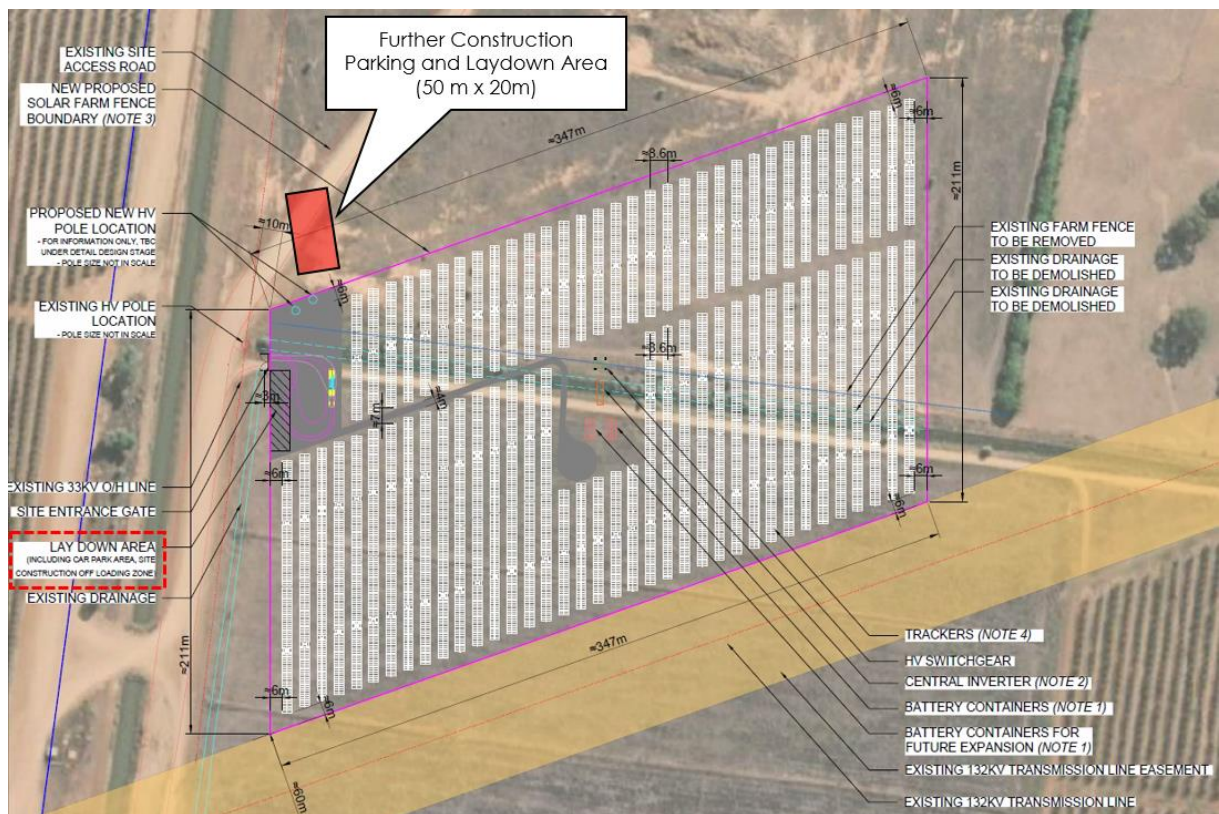 Further Construction
Parking and Laydown Area
(50 m x 20m)
EXISTING SITE
ACCESS ROAD
NEW PROPOSED
SOLAR FARM FENCE
BOUNDARY (NOTE 3)
PROPOSED NEW HV
POLE LOCATION
- FOR INFORMATION ONLY, TBC
UNDER DETAIL DESIGN STAGE
- POLE SIZE NOT IN SCALE
EXISTING HV POLE
LOCATION
- POLE SIZE NOT IN SCALE
EXISTING 33KV O/H LINE
SITE ENTRANCE GATE
LAY DOWN AREA
(INCLUDING CAR PARK AREA, SITE
CONSTRUCTION OFF LOADING ZONE)
EXISTING DRAINAGE
≈347m
≈6m
≈6m
≈8.6m
≈211m
≈10m
≈6m
≈8.6m
≈8m
≈4m
≈7m
≈6m
≈6m
≈6m
≈211m
≈6m
≈6m
≈347m
≈60m
EXISTING FARM FENCE
TO BE REMOVED
EXISTING DRAINAGE
TO BE DEMOLISHED
EXISTING DRAINAGE
TO BE DEMOLISHED
TRACKERS (NOTE 4)
HV SWITCHGEAR
CENTRAL INVERTER (NOTE 2)
BATTERY CONTAINERS (NOTE 1)
BATTERY CONTAINERS FOR
FUTURE EXPANSION (NOTE 1)
EXISTING 132KV TRANSMISSION LINE EASEMENT
EXISTING 132KV TRANSMISSION LINE